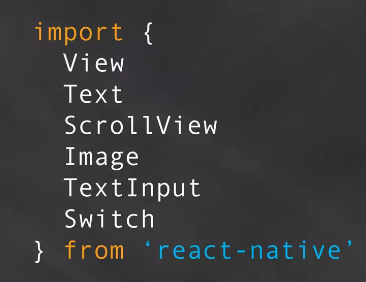 import {
View
Text
ScrollView
Image
TextInput
Switch
} from ‘react-native’